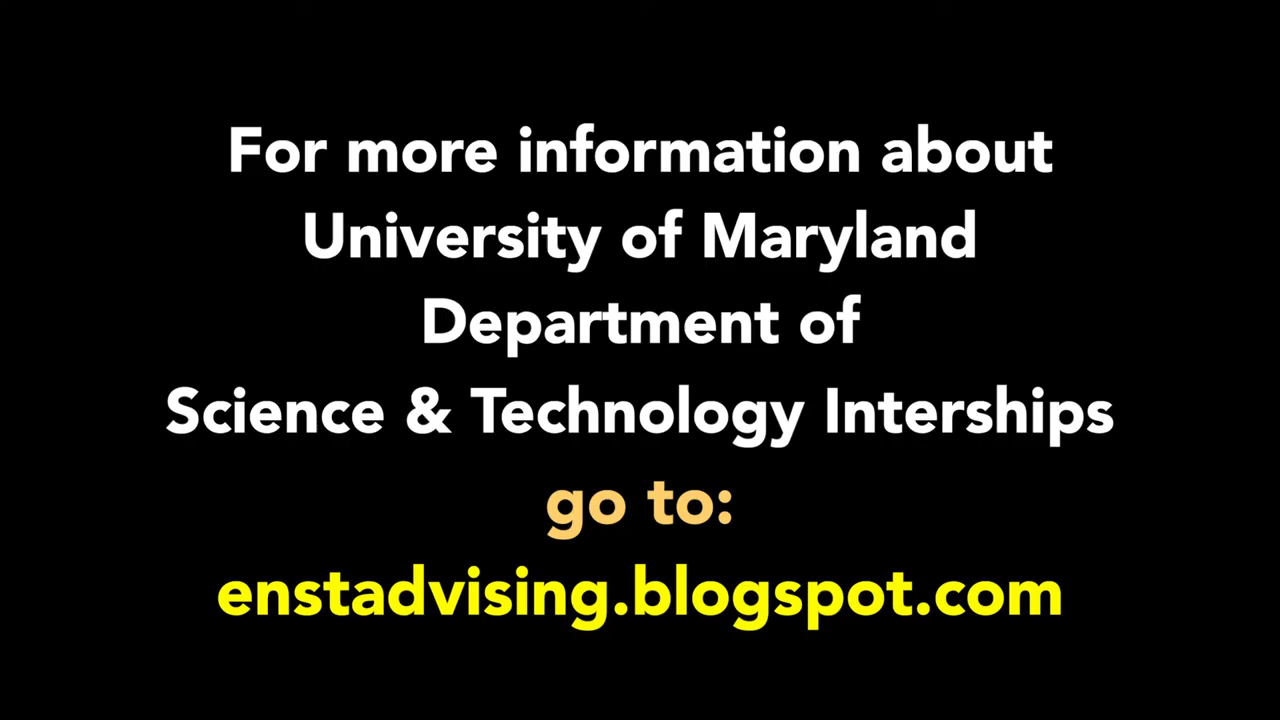 For more information about
University of Maryland
Department of
Science & Technology Interships
go to:
enstadvising.blogspot.com